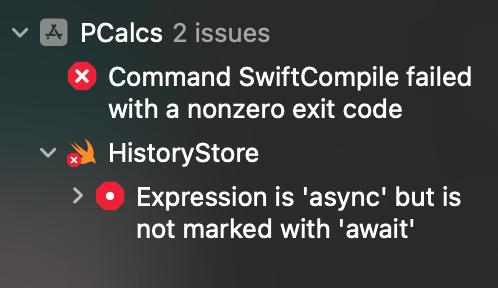 PCalcs 2 issues
Command SwiftCompile failed
with a nonzero exit code
HistoryStore
Expression is 'async' but is
not marked with 'await'